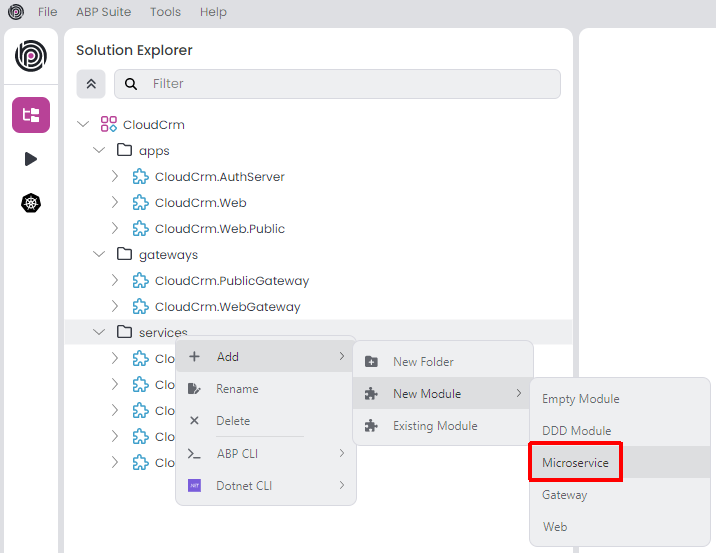 File ABP Suite Tools Help
Solution Explorer
Filter
CloudCrm
apps
CloudCrm.AuthServer
CloudCrm.Web
CloudCrm.Web.Public
gateways
CloudCrm.PublicGateway
CloudCrm.WebGateway
services
Clo
Clo
Clo
Clo
Clo
Add
Rename
Delete
ABP CLI
Dotnet CLI
New Folder
New Module
Existing Module
Empty Module
DDD Module
Microservice
Gateway
Web